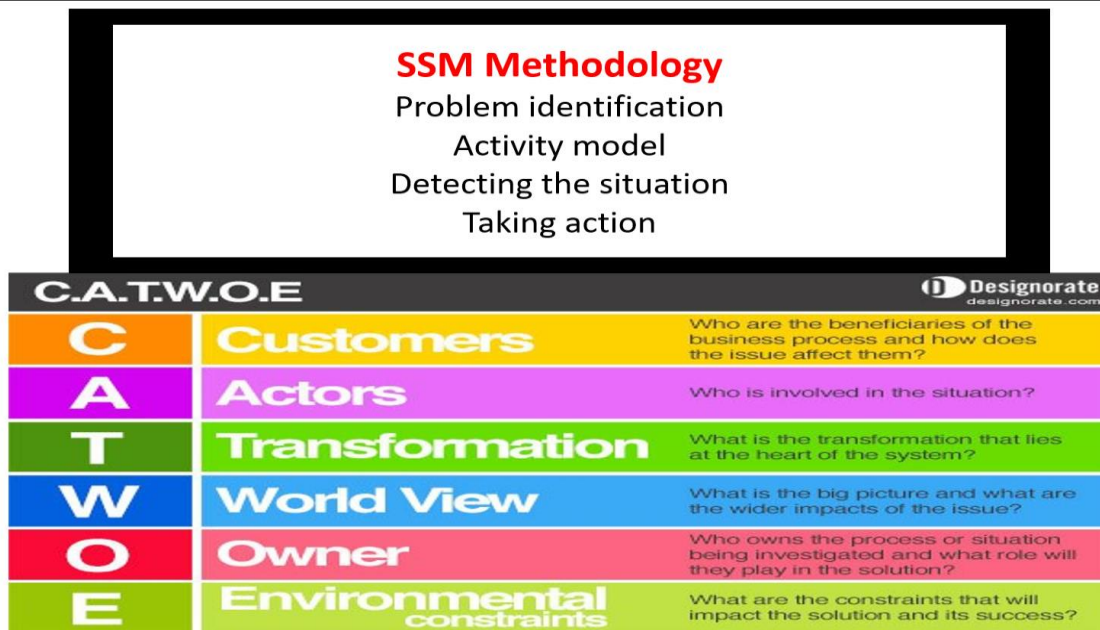 SSM Methodology
Problem identification
Activity model
Detecting the situation
Taking action
C.A.T.W.O.E
Designorate
designorate.com
C
Customers
Who are the beneficiaries of the
business process and how does
the issue affect them?
A
Actors
Who is involved in the situation?
T
Transformation
What is the transformation that lies
at the heart of the system?
W
World View
What is the big picture and what are
the wider impacts of the issue?
O
Owner
Who owns the process or situation
being investigated and what role will
they play in the solution?
E
Environmental
constraints
What are the constraints that will
impact the solution and its success?